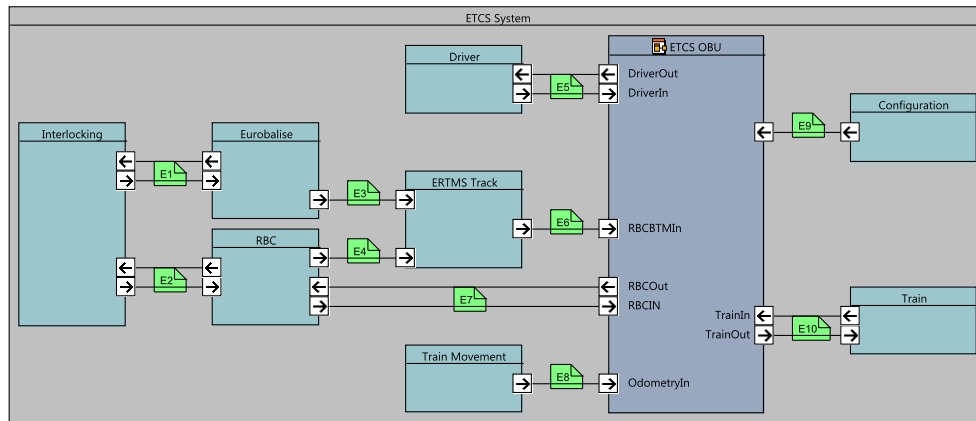 ETCS System
ETCS OBU
Driver
DriverOut
DriverIn
E5
Configuration
E9
Interlocking
Eurobalise
E1
E3
ERTMS Track
E6
RBCBTMIn
RBC
E4
E2
RBCOut
RBCIN
E7
TrainIn
TrainOut
E10
Train
Train Movement
E8
OdometryIn